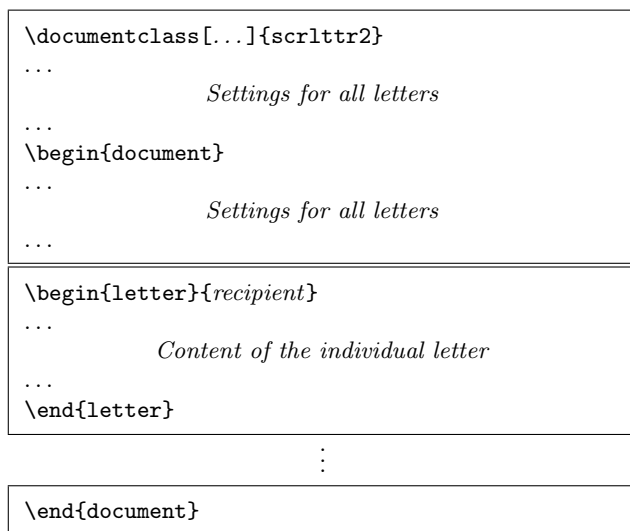 \documentclass[...]{scrlttr2}
...
Settings for all letters
...
\begin{document}
...
Settings for all letters
...
\begin{letter}{recipient}
...
Content of the individual letter
...
\end{letter}
⋮
\end{document}